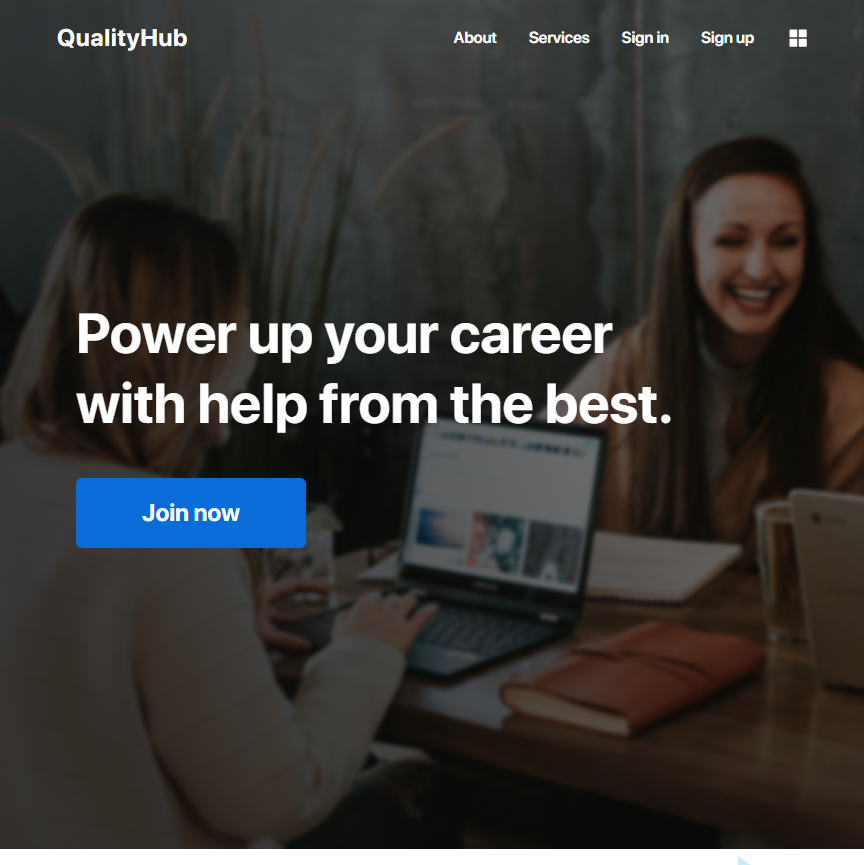 QualityHub
About Services Sign in Sign up
Power up your career
with help from the best.
Join now